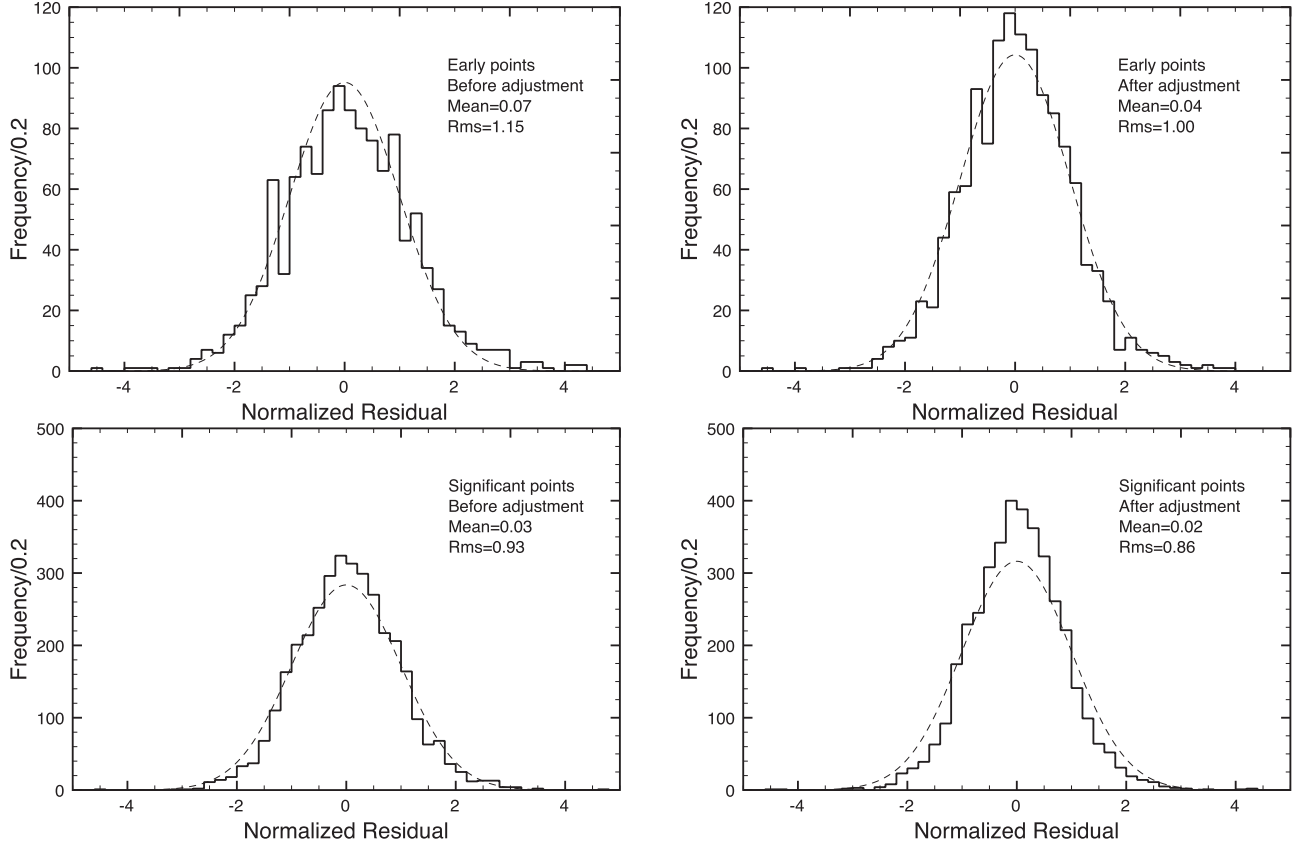 120
100
80
60
40
20
0
Frequency/0.2
Early points
Before adjustment
Mean=0.07
Rms=1.15
-4 -2 0 2 4
Normalized Residual
120
100
80
60
40
20
0
Frequency/0.2
Early points
After adjustment
Mean=0.04
Rms=1.00
-4 -2 0 2 4
Normalized Residual
500
400
300
200
100
0
Frequency/0.2
Significant points
Before adjustment
Mean=0.03
Rms=0.93
-4 -2 0 2 4
Normalized Residual
500
400
300
200
100
0
Frequency/0.2
Significant points
After adjustment
Mean=0.02
Rms=0.86
-4 -2 0 2 4
Normalized Residual